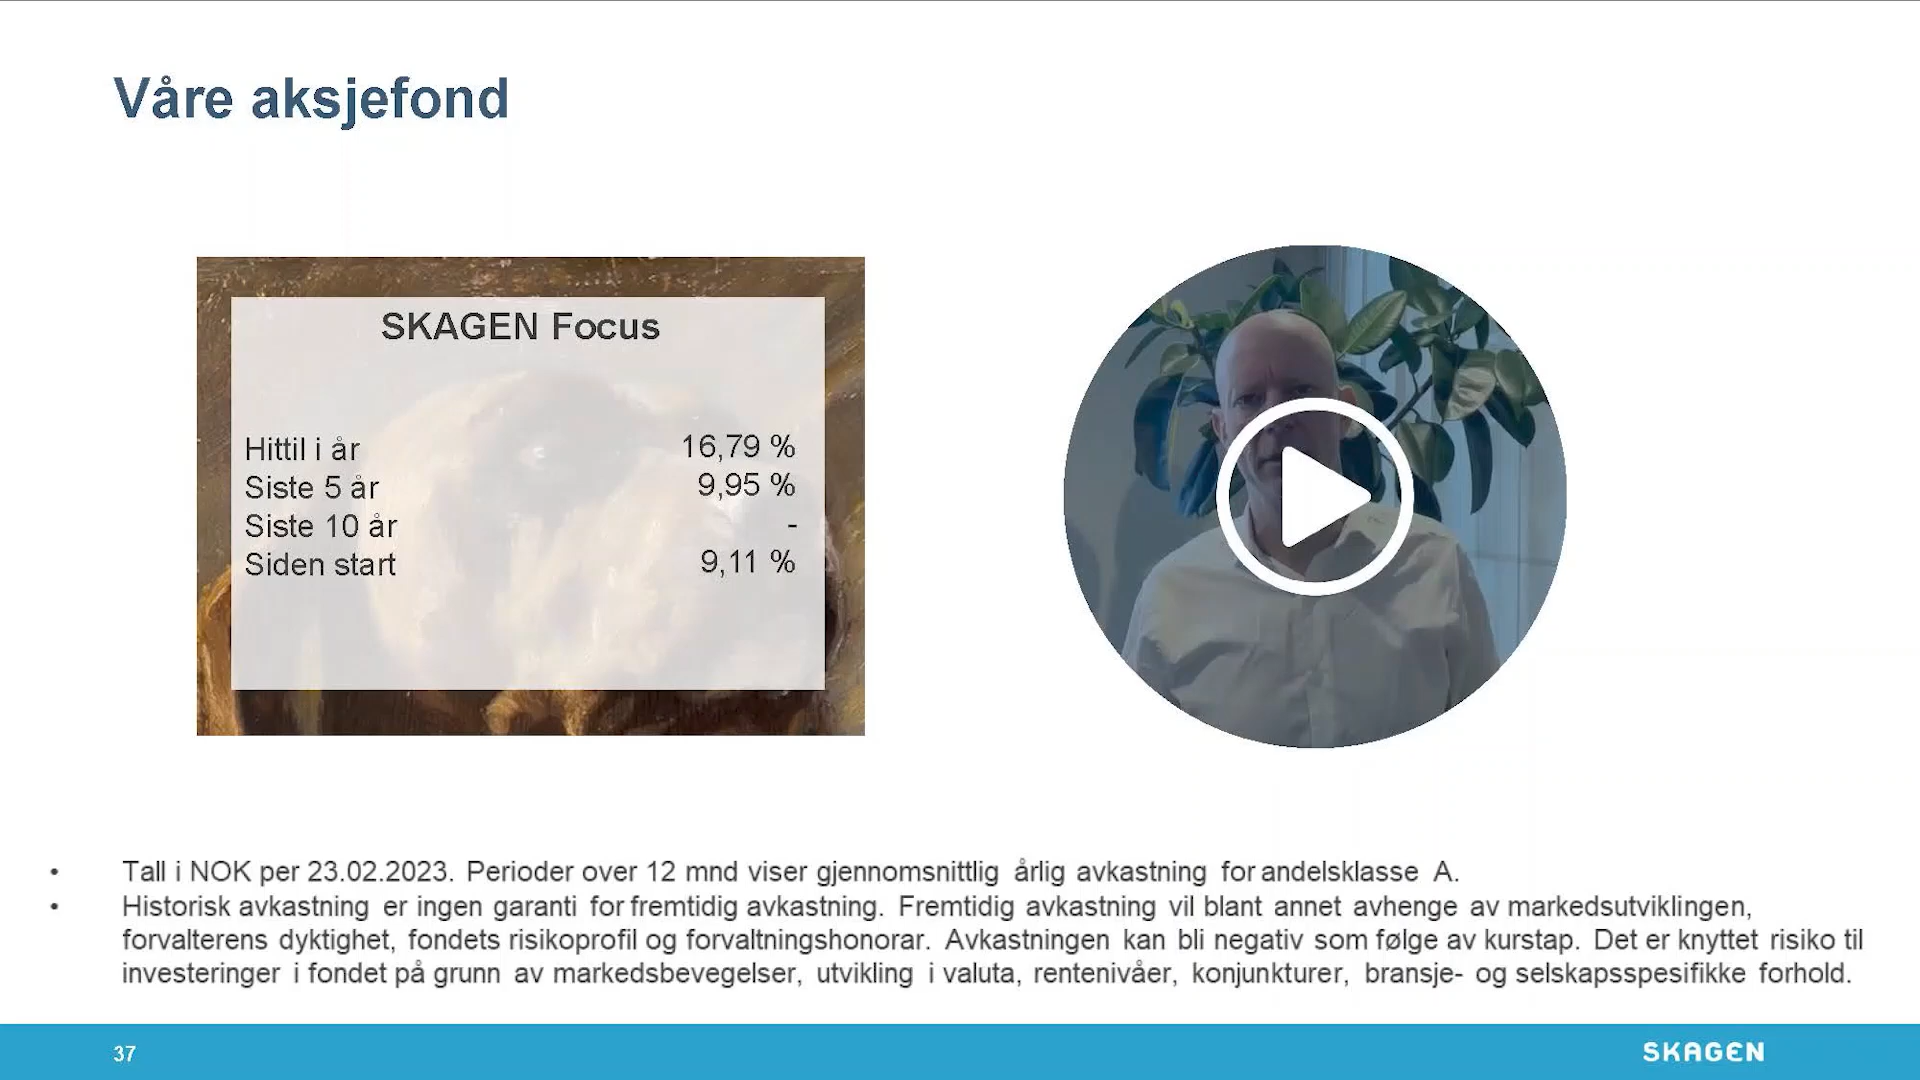 Våre aksjefond
SKAGEN Focus
Hittil i år 16,79 %
Siste 5 år 9,95 %
Siste 10 år -
Siden start 9,11 %
• Tall i NOK per 23.02.2023. Perioder over 12 mnd viser gjennomsnittlig årlig avkastning for andelsklasse A.
• Historisk avkastning er ingen garanti for fremtidig avkastning. Fremtidig avkastning vil blant annet avhenge av markedsutviklingen,
forvalterens dyktighet, fondets risikoprofil og forvaltningshonorar. Avkastningen kan bli negativ som følge av kurstap. Det er knyttet risiko til
investeringer i fondet på grunn av markedsbevegelser, utvikling i valuta, rentenivåer, konjunkturer, bransje- og selskapsspesifikke forhold.
37
SKAGEN